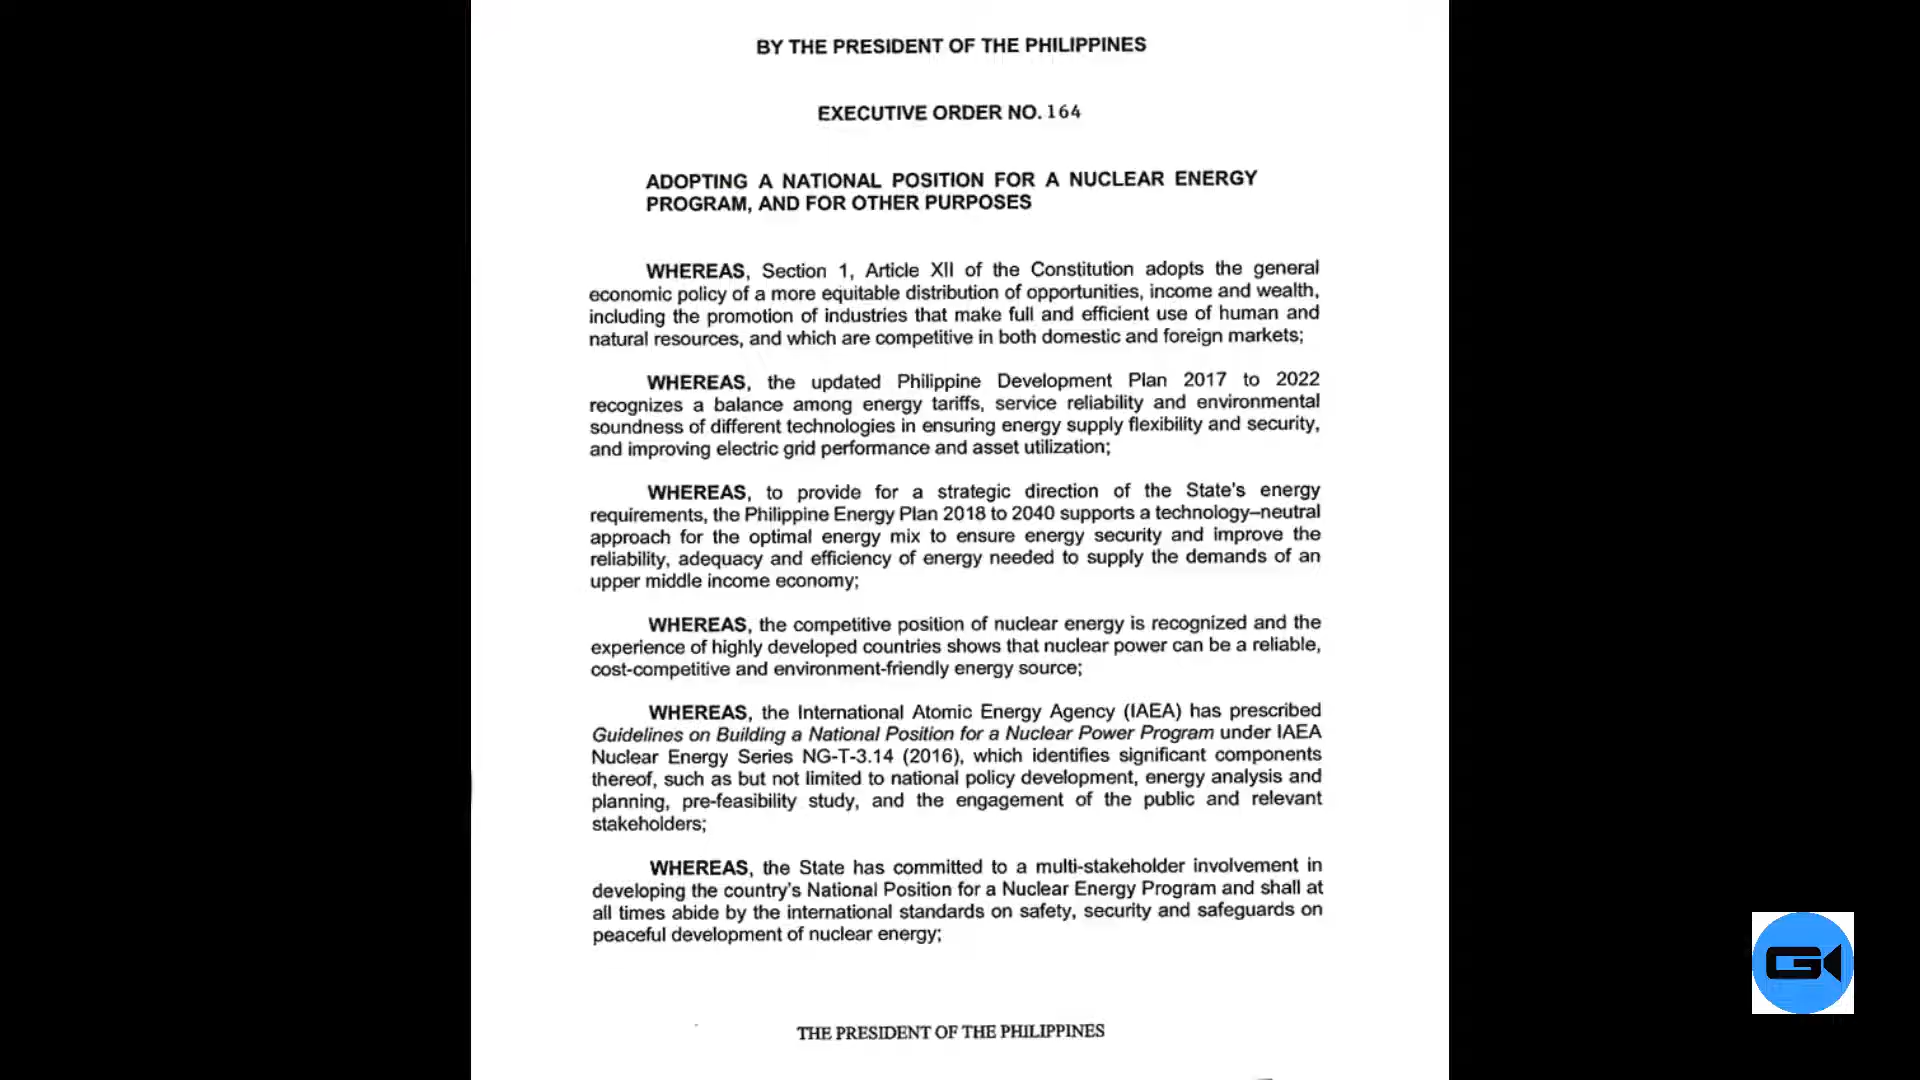 BY THE PRESIDENT OF THE PHILIPPINES
EXECUTIVE ORDER NO. 164
ADOPTING A NATIONAL POSITION FOR A NUCLEAR ENERGY
PROGRAM, AND FOR OTHER PURPOSES
WHEREAS, Section 1, Article XII of the Constitution adopts the general
economic policy of a more equitable distribution of opportunities, income and wealth,
including the promotion of industries that make full and efficient use of human and
natural resources, and which are competitive in both domestic and foreign markets;
WHEREAS, the updated Philippine Development Plan 2017 to 2022
recognizes a balance among energy tariffs, service reliability and environmental
soundness of different technologies in ensuring energy supply flexibility and security,
and improving electric grid performance and asset utilization;
WHEREAS, to provide for a strategic direction of the State's energy
requirements, the Philippine Energy Plan 2018 to 2040 supports a technology–neutral
approach for the optimal energy mix to ensure energy security and improve the
reliability, adequacy and efficiency of energy needed to supply the demands of an
upper middle income economy;
WHEREAS, the competitive position of nuclear energy is recognized and the
experience of highly developed countries shows that nuclear power can be a reliable,
cost-competitive and environment-friendly energy source;
WHEREAS, the International Atomic Energy Agency (IAEA) has prescribed
Guidelines on Building a National Position for a Nuclear Power Program under IAEA
Nuclear Energy Series NG-T-3.14 (2016), which identifies significant components
thereof, such as but not limited to national policy development, energy analysis and
planning, pre-feasibility study, and the engagement of the public and relevant
stakeholders;
WHEREAS, the State has committed to a multi-stakeholder involvement in
developing the country's National Position for a Nuclear Energy Program and shall at
all times abide by the international standards on safety, security and safeguards on
peaceful development of nuclear energy;
THE PRESIDENT OF THE PHILIPPINES
G